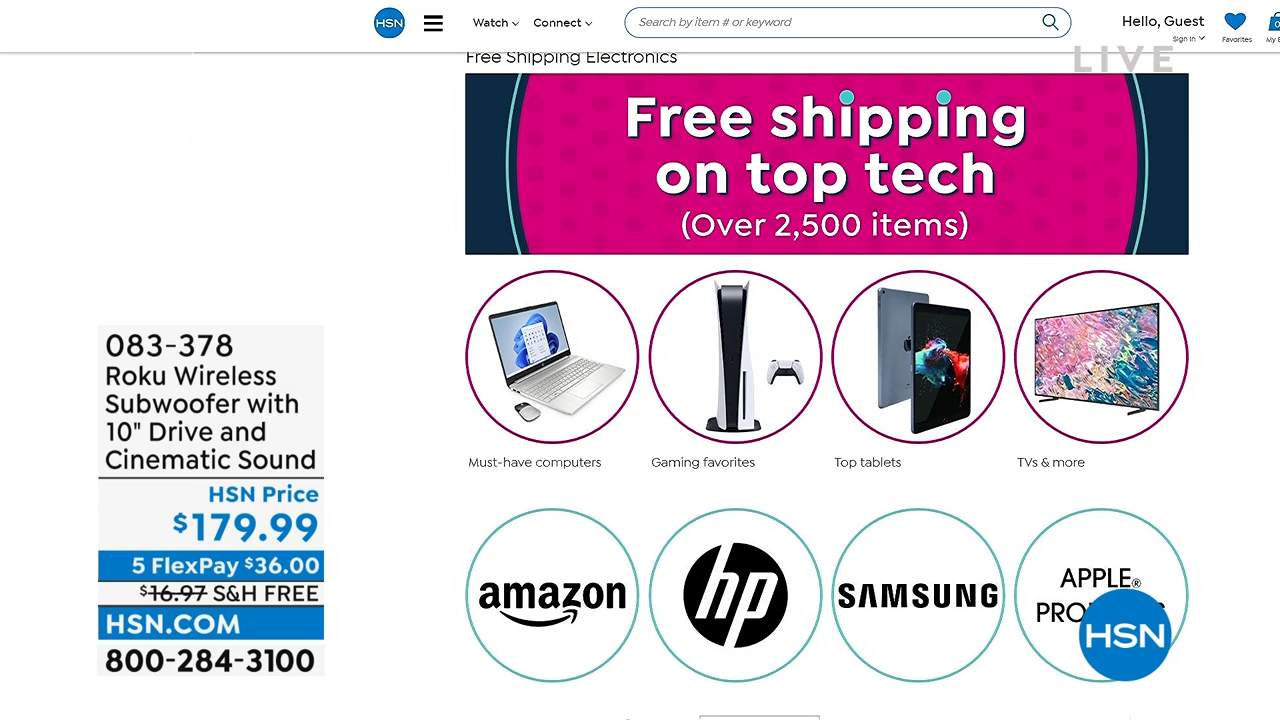 HSN
Watch
Connect
Search by item # or keyword
Hello, Guest
Sign In
Favorites
0
LIVE
Free Shipping Electronics
Free shipping
on top tech
(Over 2,500 items)
083-378
Roku Wireless
Subwoofer with
10" Drive and
Cinematic Sound
HSN Price
$179.99
5 FlexPay $36.00
$16.97 S&H FREE
HSN.COM
800-284-3100
Must-have computers
Gaming favorites
Top tablets
TVs & more
amazon
hp
SAMSUNG
APPLE®
HSN